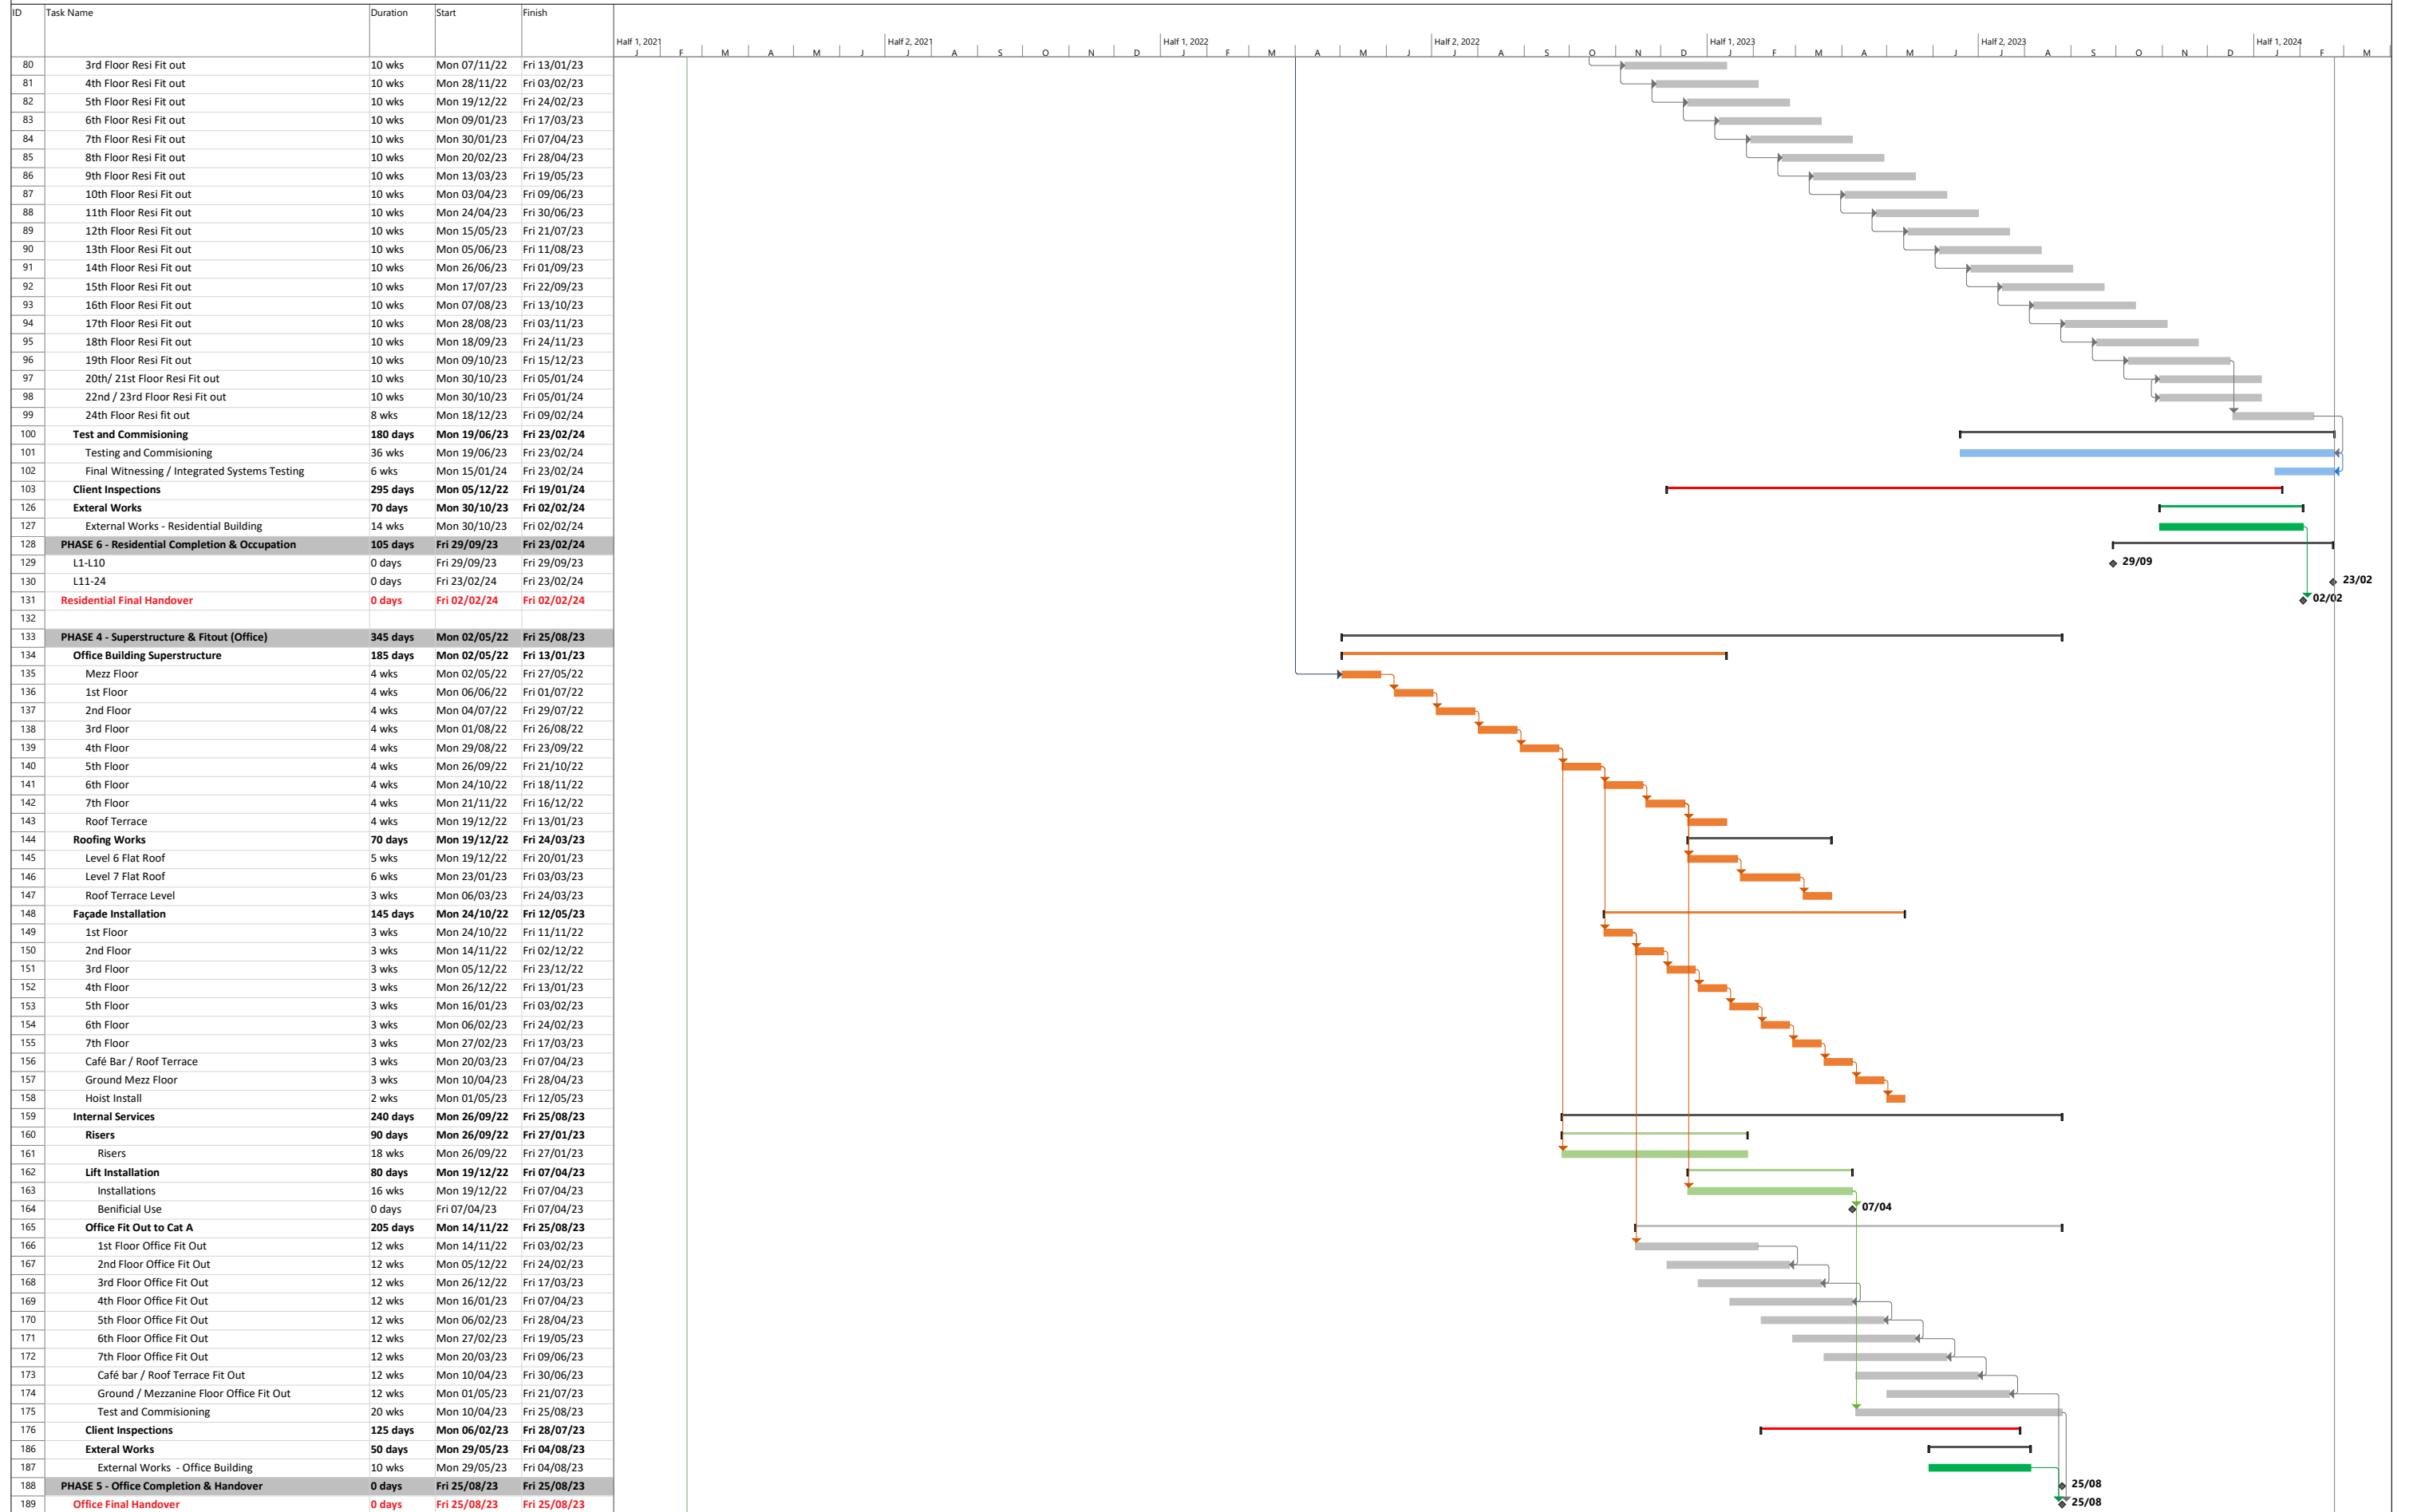 ID Task Name Duration Start Finish
Half 1, 2021 Half 2, 2021 Half 1, 2022 Half 2, 2022 Half 1, 2023 Half 2, 2023 Half 1, 2024
J F M A M J J A S O N D J F M A M J J A S O N D J F M A M J J A S O N D J F M
80 3rd Floor Resi Fit out 10 wks Mon 07/11/22 Fri 13/01/23
81 4th Floor Resi Fit out 10 wks Mon 28/11/22 Fri 03/02/23
82 5th Floor Resi Fit out 10 wks Mon 19/12/22 Fri 24/02/23
83 6th Floor Resi Fit out 10 wks Mon 09/01/23 Fri 17/03/23
84 7th Floor Resi Fit out 10 wks Mon 30/01/23 Fri 07/04/23
85 8th Floor Resi Fit out 10 wks Mon 20/02/23 Fri 28/04/23
86 9th Floor Resi Fit out 10 wks Mon 13/03/23 Fri 19/05/23
87 10th Floor Resi Fit out 10 wks Mon 03/04/23 Fri 09/06/23
88 11th Floor Resi Fit out 10 wks Mon 24/04/23 Fri 30/06/23
89 12th Floor Resi Fit out 10 wks Mon 15/05/23 Fri 21/07/23
90 13th Floor Resi Fit out 10 wks Mon 05/06/23 Fri 11/08/23
91 14th Floor Resi Fit out 10 wks Mon 26/06/23 Fri 01/09/23
92 15th Floor Resi Fit out 10 wks Mon 17/07/23 Fri 22/09/23
93 16th Floor Resi Fit out 10 wks Mon 07/08/23 Fri 13/10/23
94 17th Floor Resi Fit out 10 wks Mon 28/08/23 Fri 03/11/23
95 18th Floor Resi Fit out 10 wks Mon 18/09/23 Fri 24/11/23
96 19th Floor Resi Fit out 10 wks Mon 09/10/23 Fri 15/12/23
97 20th/ 21st Floor Resi Fit out 10 wks Mon 30/10/23 Fri 05/01/24
98 22nd / 23rd Floor Resi Fit out 10 wks Mon 30/10/23 Fri 05/01/24
99 24th Floor Resi fit out 8 wks Mon 18/12/23 Fri 09/02/24
100 Test and Commisioning 180 days Mon 19/06/23 Fri 23/02/24
101 Testing and Commisioning 36 wks Mon 19/06/23 Fri 23/02/24
102 Final Witnessing / Integrated Systems Testing 6 wks Mon 15/01/24 Fri 23/02/24
103 Client Inspections 295 days Mon 05/12/22 Fri 19/01/24
126 Exteral Works 70 days Mon 30/10/23 Fri 02/02/24
127 External Works - Residential Building 14 wks Mon 30/10/23 Fri 02/02/24
128 PHASE 6 - Residential Completion & Occupation 105 days Fri 29/09/23 Fri 23/02/24
129 L1-L10 0 days Fri 29/09/23 Fri 29/09/23 29/09
130 L11-24 0 days Fri 23/02/24 Fri 23/02/24 23/02
131 Residential Final Handover 0 days Fri 02/02/24 Fri 02/02/24 02/02
132
133 PHASE 4 - Superstructure & Fitout (Office) 345 days Mon 02/05/22 Fri 25/08/23
134 Office Building Superstructure 185 days Mon 02/05/22 Fri 13/01/23
135 Mezz Floor 4 wks Mon 02/05/22 Fri 27/05/22
136 1st Floor 4 wks Mon 06/06/22 Fri 01/07/22
137 2nd Floor 4 wks Mon 04/07/22 Fri 29/07/22
138 3rd Floor 4 wks Mon 01/08/22 Fri 26/08/22
139 4th Floor 4 wks Mon 29/08/22 Fri 23/09/22
140 5th Floor 4 wks Mon 26/09/22 Fri 21/10/22
141 6th Floor 4 wks Mon 24/10/22 Fri 18/11/22
142 7th Floor 4 wks Mon 21/11/22 Fri 16/12/22
143 Roof Terrace 4 wks Mon 19/12/22 Fri 13/01/23
144 Roofing Works 70 days Mon 19/12/22 Fri 24/03/23
145 Level 6 Flat Roof 5 wks Mon 19/12/22 Fri 20/01/23
146 Level 7 Flat Roof 6 wks Mon 23/01/23 Fri 03/03/23
147 Roof Terrace Level 3 wks Mon 06/03/23 Fri 24/03/23
148 Façade Installation 145 days Mon 24/10/22 Fri 12/05/23
149 1st Floor 3 wks Mon 24/10/22 Fri 11/11/22
150 2nd Floor 3 wks Mon 14/11/22 Fri 02/12/22
151 3rd Floor 3 wks Mon 05/12/22 Fri 23/12/22
152 4th Floor 3 wks Mon 26/12/22 Fri 13/01/23
153 5th Floor 3 wks Mon 16/01/23 Fri 03/02/23
154 6th Floor 3 wks Mon 06/02/23 Fri 24/02/23
155 7th Floor 3 wks Mon 27/02/23 Fri 17/03/23
156 Café Bar / Roof Terrace 3 wks Mon 20/03/23 Fri 07/04/23
157 Ground Mezz Floor 3 wks Mon 10/04/23 Fri 28/04/23
158 Hoist Install 2 wks Mon 01/05/23 Fri 12/05/23
159 Internal Services 240 days Mon 26/09/22 Fri 25/08/23
160 Risers 90 days Mon 26/09/22 Fri 27/01/23
161 Risers 18 wks Mon 26/09/22 Fri 27/01/23
162 Lift Installation 80 days Mon 19/12/22 Fri 07/04/23
163 Installations 16 wks Mon 19/12/22 Fri 07/04/23
164 Benificial Use 0 days Fri 07/04/23 Fri 07/04/23 07/04
165 Office Fit Out to Cat A 205 days Mon 14/11/22 Fri 25/08/23
166 1st Floor Office Fit Out 12 wks Mon 14/11/22 Fri 03/02/23
167 2nd Floor Office Fit Out 12 wks Mon 05/12/22 Fri 24/02/23
168 3rd Floor Office Fit Out 12 wks Mon 26/12/22 Fri 17/03/23
169 4th Floor Office Fit Out 12 wks Mon 16/01/23 Fri 07/04/23
170 5th Floor Office Fit Out 12 wks Mon 06/02/23 Fri 28/04/23
171 6th Floor Office Fit Out 12 wks Mon 27/02/23 Fri 19/05/23
172 7th Floor Office Fit Out 12 wks Mon 20/03/23 Fri 09/06/23
173 Café bar / Roof Terrace Fit Out 12 wks Mon 10/04/23 Fri 30/06/23
174 Ground / Mezzanine Floor Office Fit Out 12 wks Mon 01/05/23 Fri 21/07/23
175 Test and Commisioning 20 wks Mon 10/04/23 Fri 25/08/23
176 Client Inspections 125 days Mon 06/02/23 Fri 28/07/23
186 Exteral Works 50 days Mon 29/05/23 Fri 04/08/23
187 External Works - Office Building 10 wks Mon 29/05/23 Fri 04/08/23
188 PHASE 5 - Office Completion & Handover 0 days Fri 25/08/23 Fri 25/08/23 25/08
189 Office Final Handover 0 days Fri 25/08/23 Fri 25/08/23 25/08